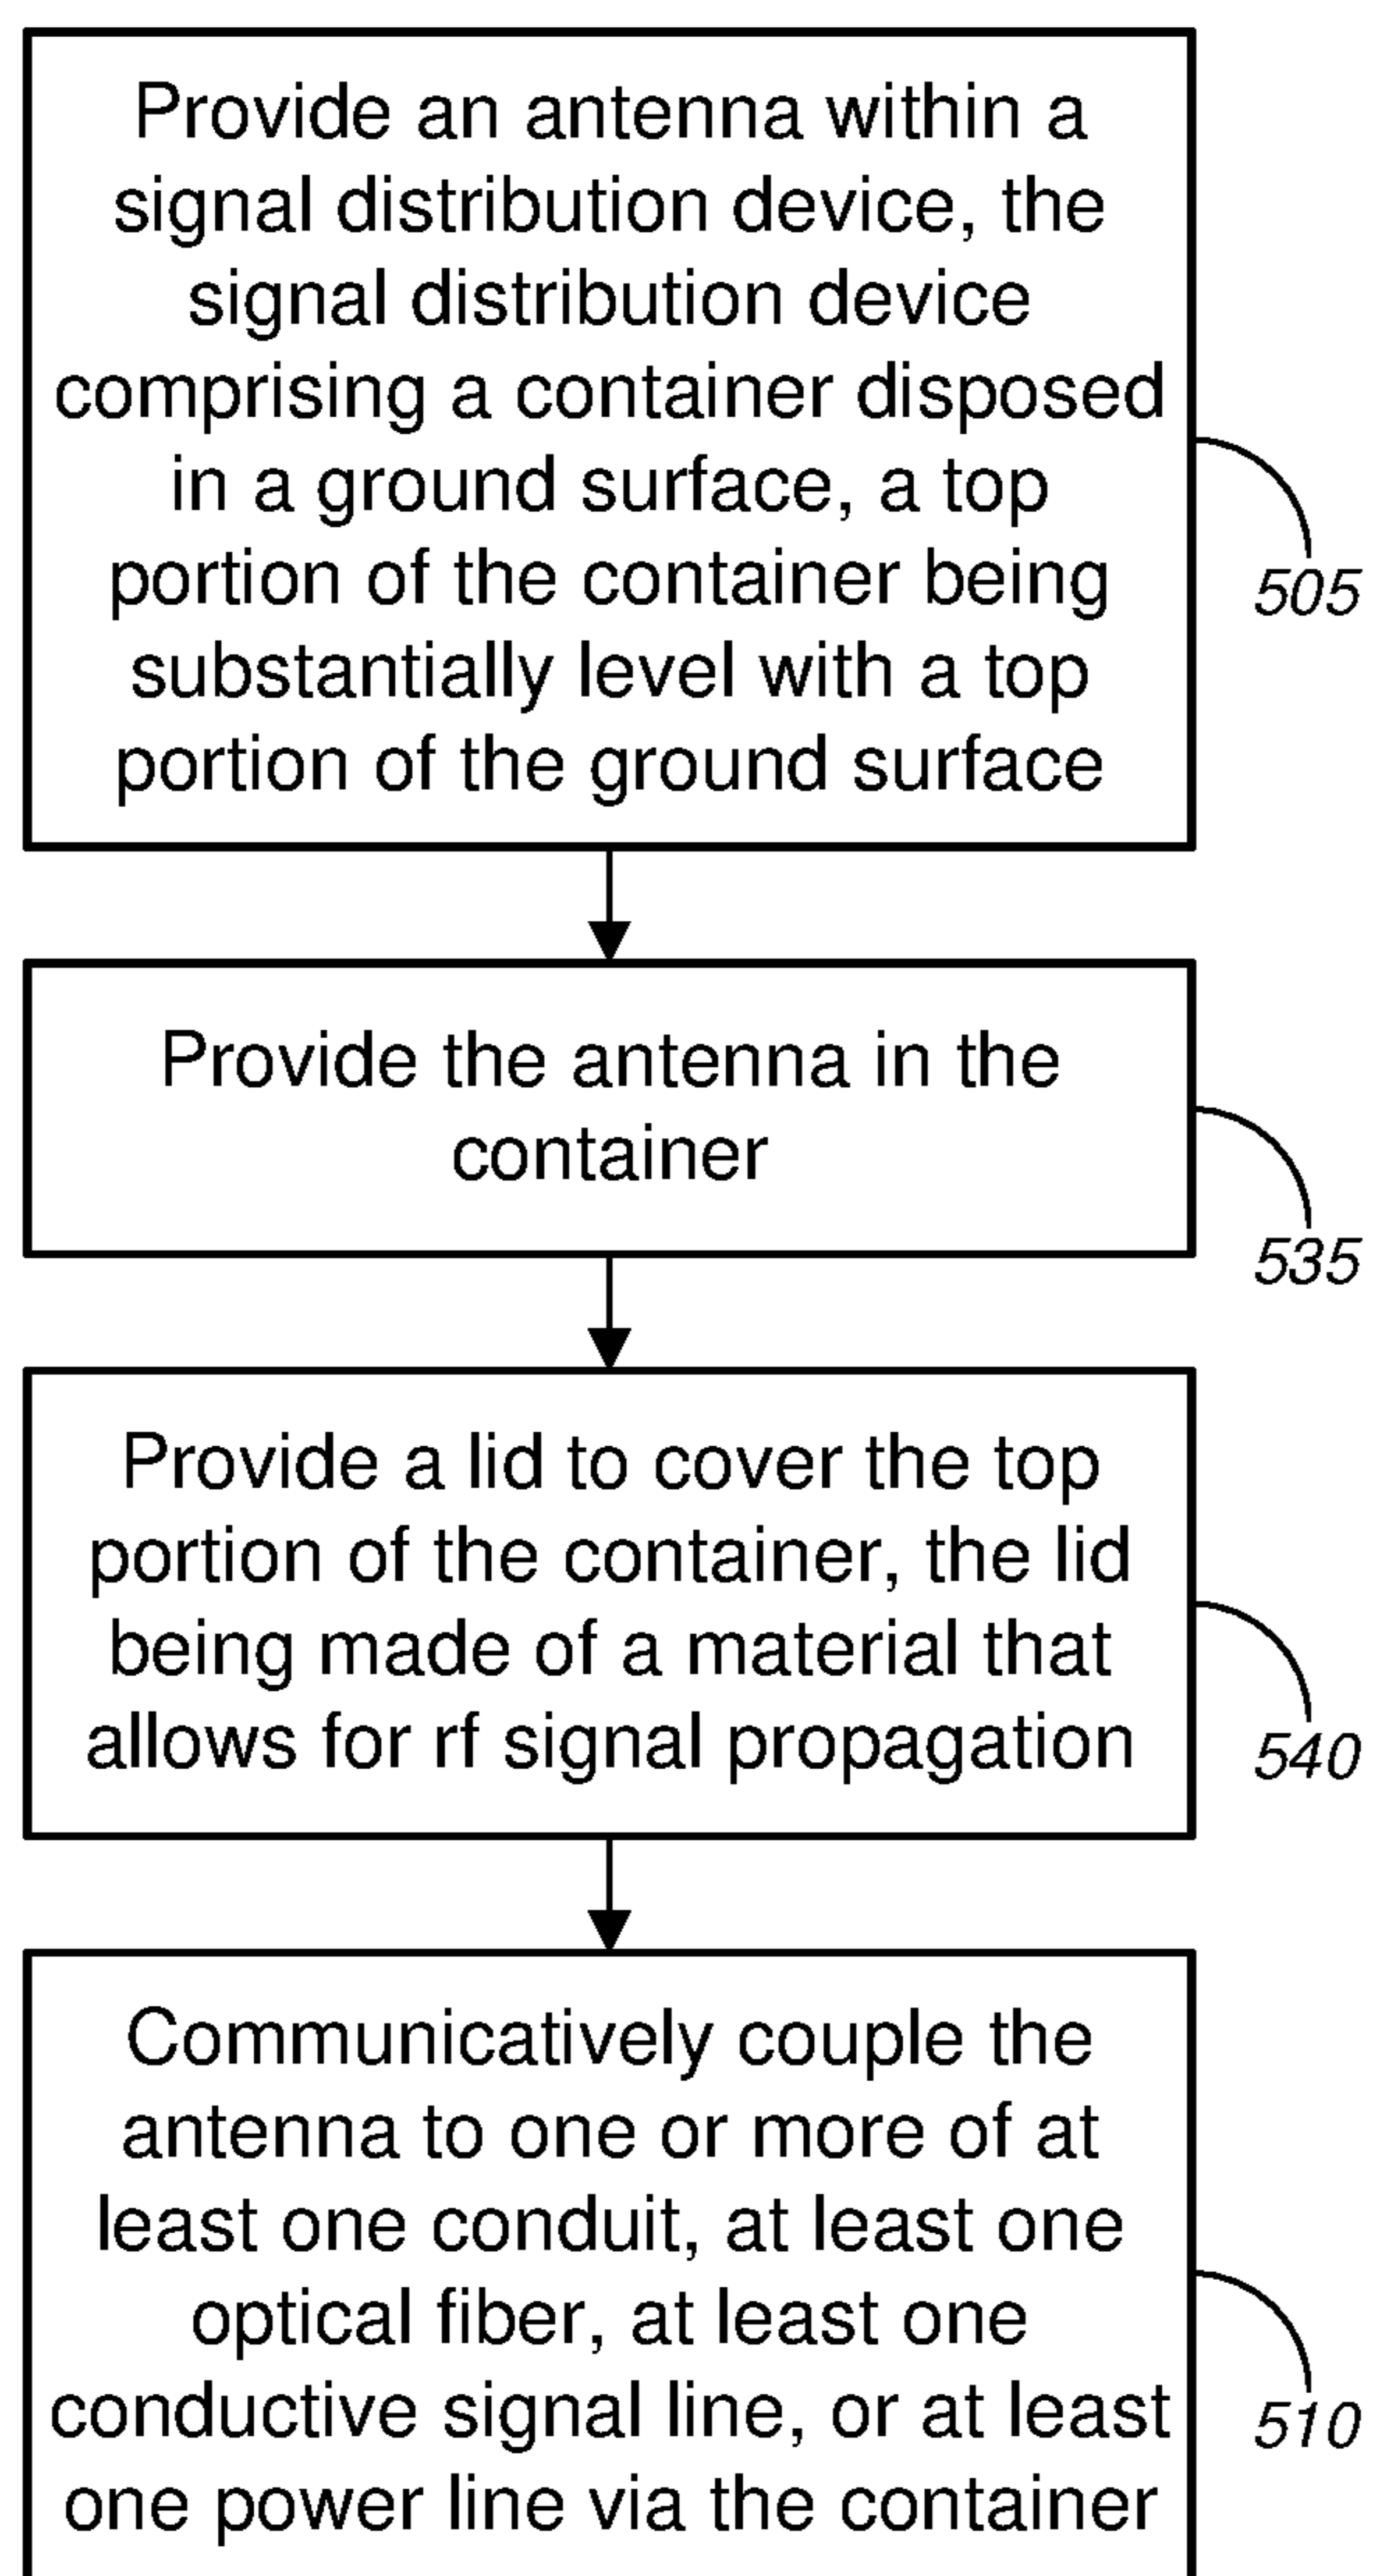 Provide an antenna within a
signal distribution device, the
signal distribution device
comprising a container disposed
in a ground surface, a top
portion of the container being
substantially level with a top
portion of the ground surface
505
Provide the antenna in the
container
535
Provide a lid to cover the top
portion of the container, the lid
being made of a material that
allows for rf signal propagation
540
Communicatively couple the
antenna to one or more of at
least one conduit, at least one
optical fiber, at least one
conductive signal line, or at least
one power line via the container
510